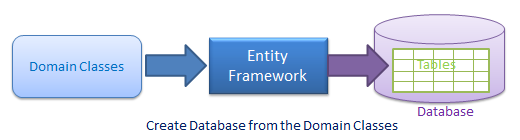 Domain Classes
Entity
Framework
Tables
Database
Create Database from the Domain Classes